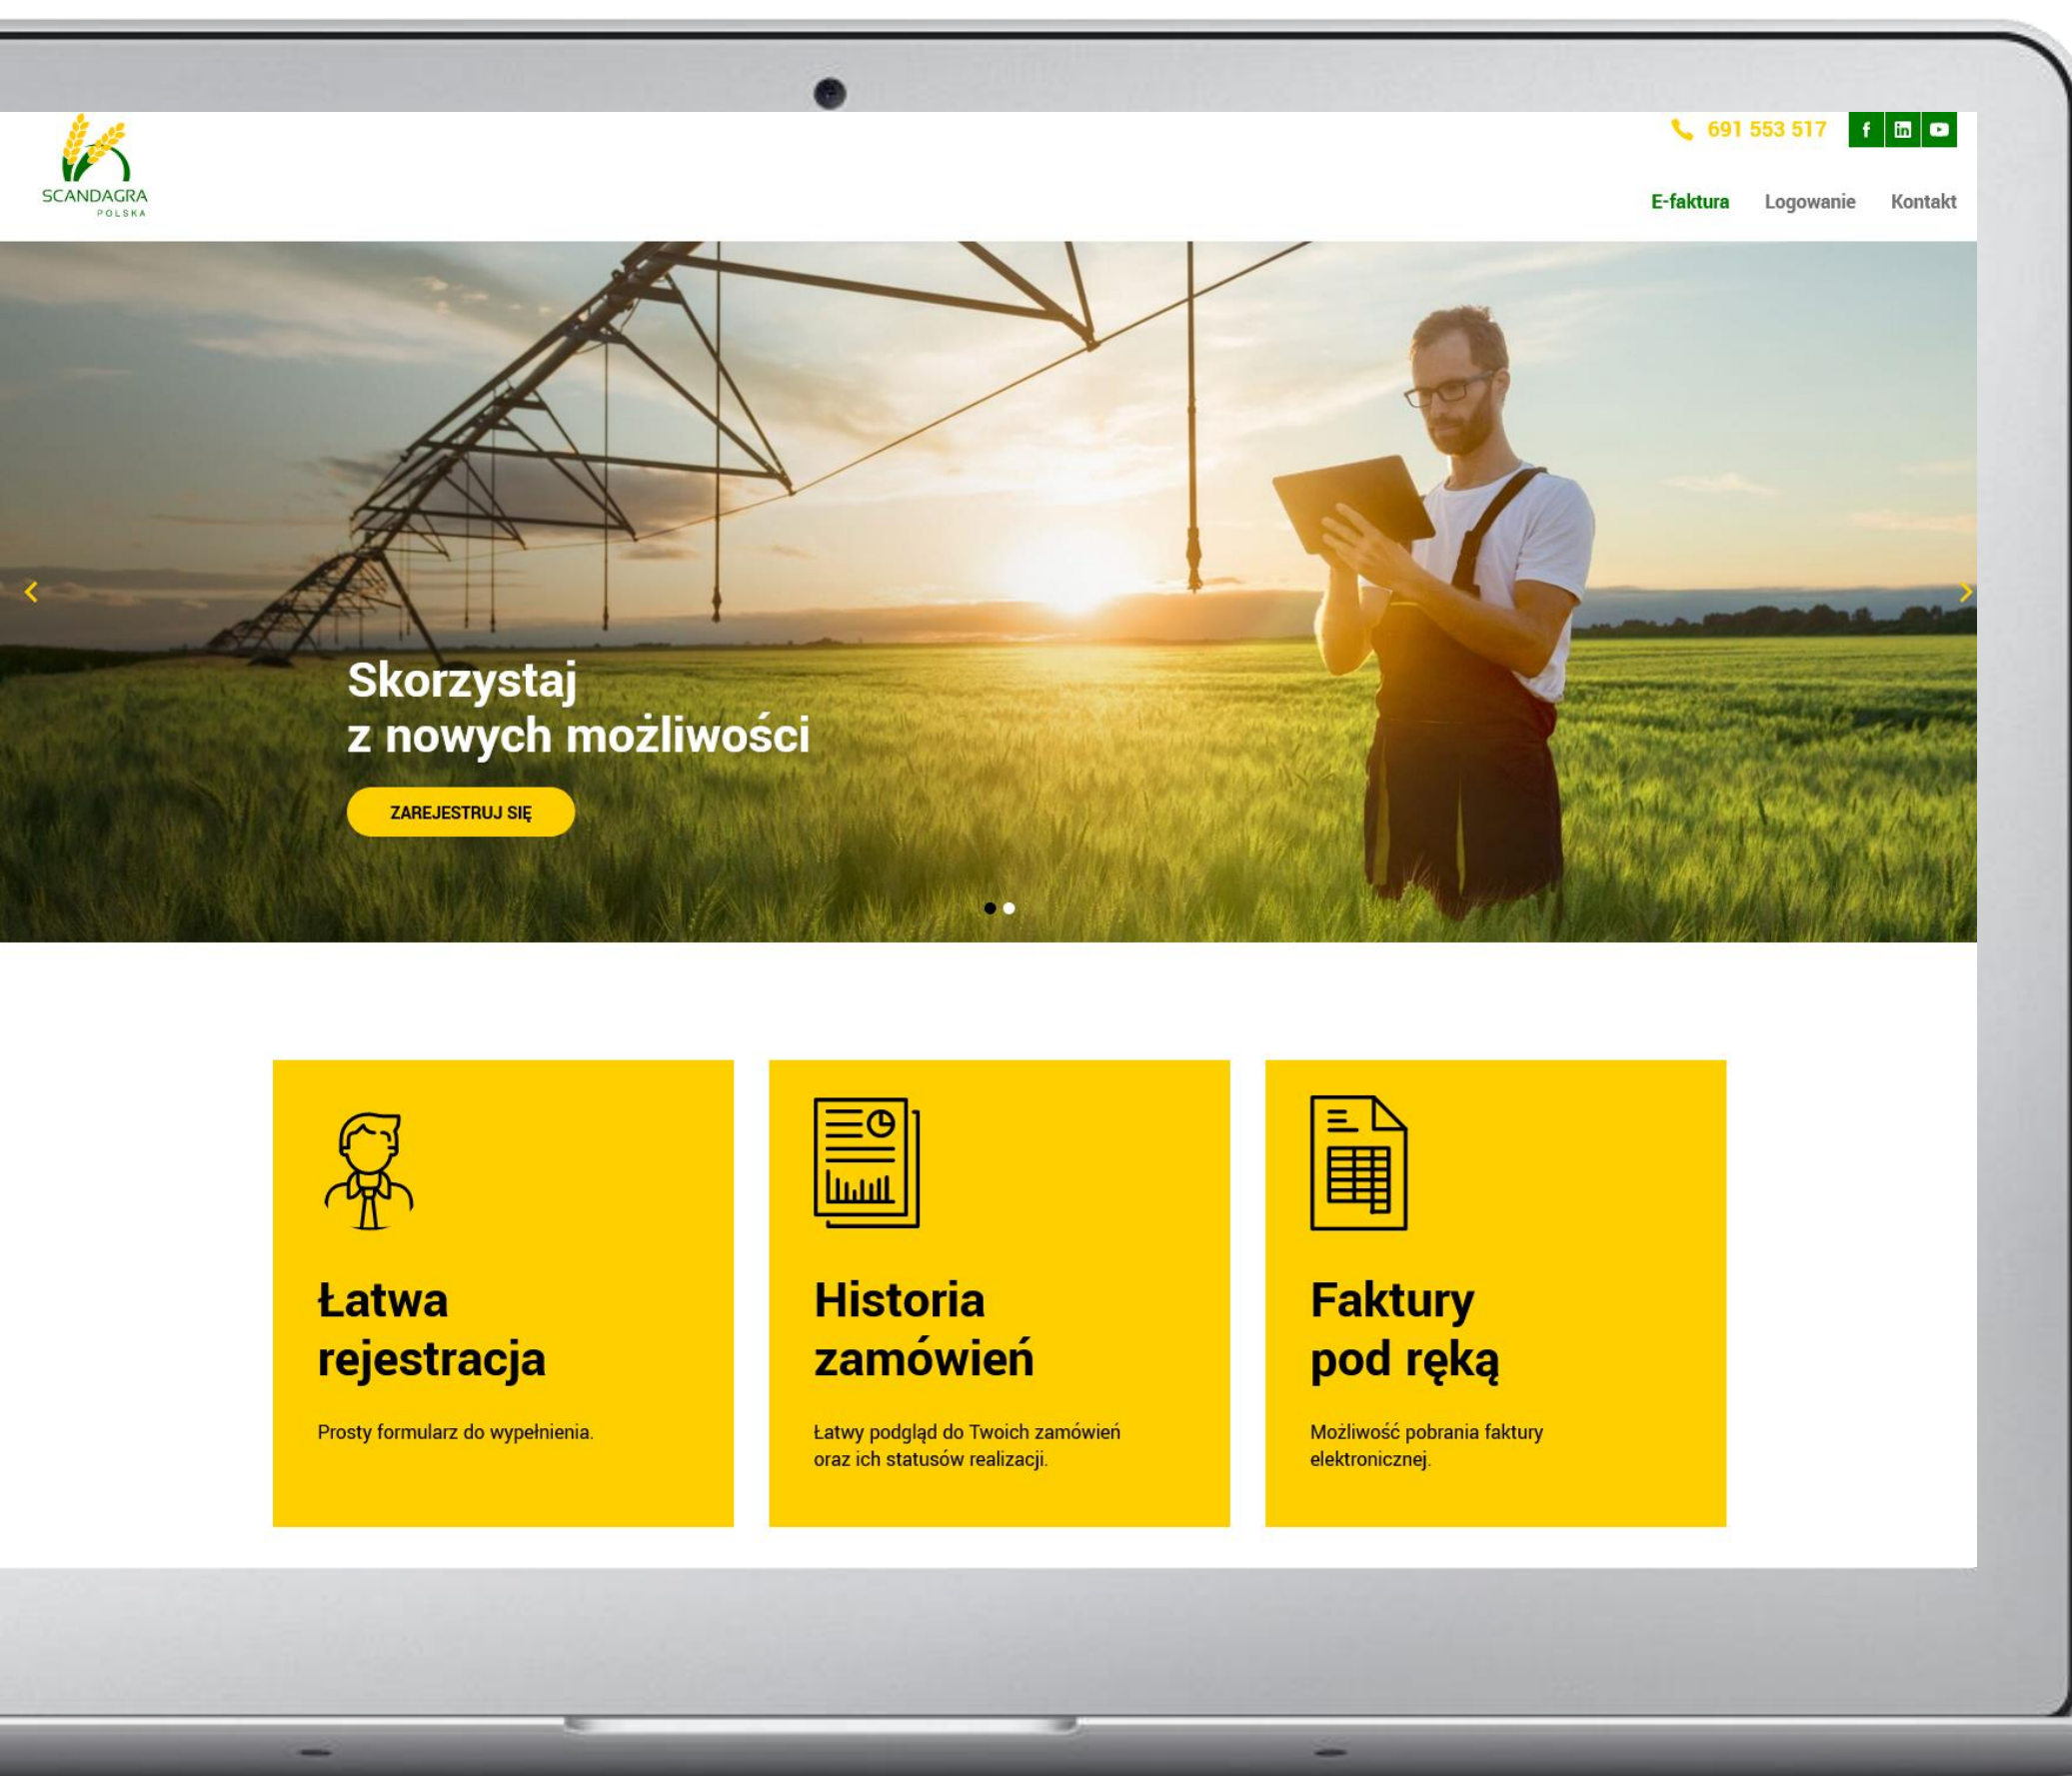 SCANDAGRA
POLSKA
691 553 517
E-faktura Logowanie Kontakt
Skorzystaj
z nowych możliwości
ZAREJESTRUJ SIĘ
Łatwa
rejestracja
Prosty formularz do wypełnienia.
Historia
zamówień
Łatwy podgląd do Twoich zamówień
oraz ich statusów realizacji.
Faktury
pod ręką
Możliwość pobrania faktury
elektronicznej.